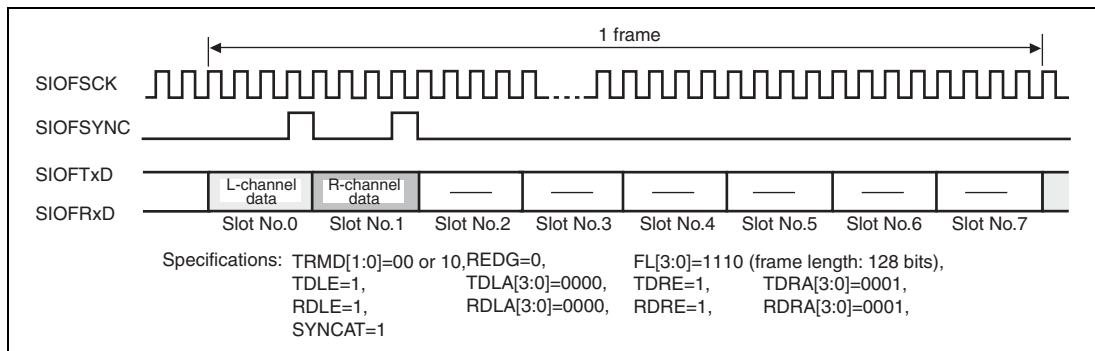 1 frame
SIOFSCK
SIOFSYNC
SIOFTxD
SIOFRxD
L-channel
data
R-channel
data
Slot No.0 Slot No.1 Slot No.2 Slot No.3 Slot No.4 Slot No.5 Slot No.6 Slot No.7
Specifications: TRMD[1:0]=00 or 10, REDG=0, FL[3:0]=1110 (frame length: 128 bits),
TDLE=1, TDLA[3:0]=0000, TDRE=1, TDRA[3:0]=0001,
RDLE=1, RDLA[3:0]=0000, RDRE=1, RDRA[3:0]=0001,
SYNCAT=1